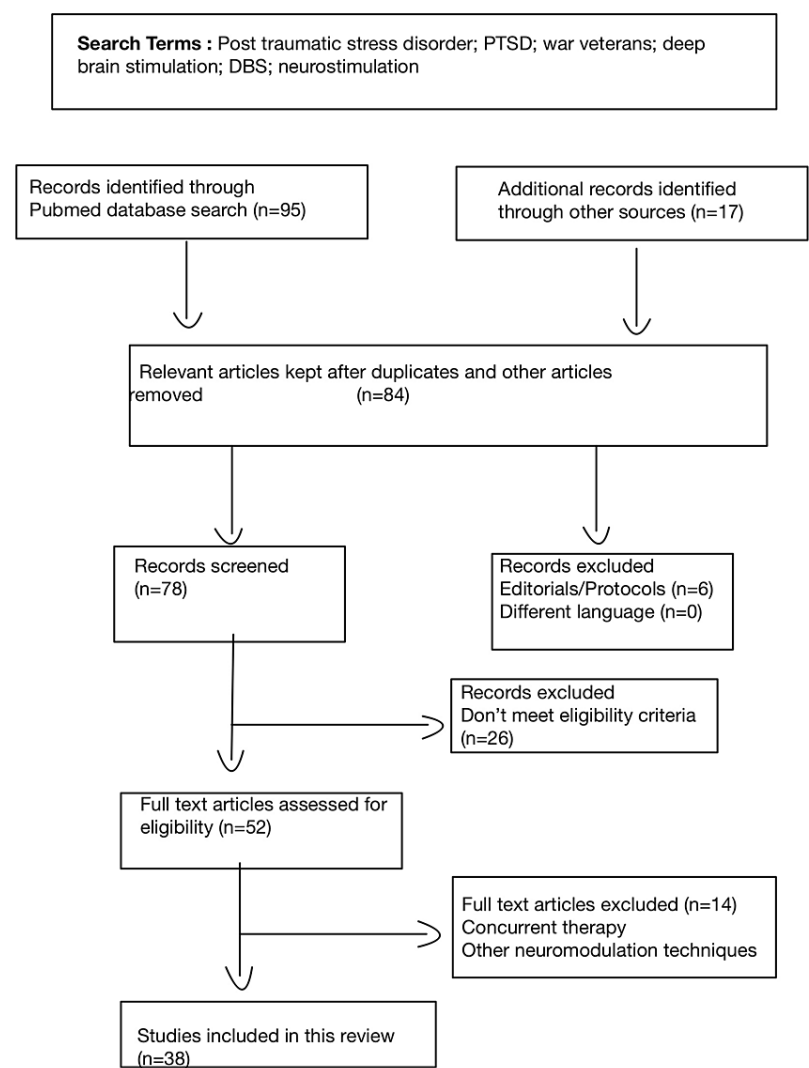 Search Terms : Post traumatic stress disorder; PTSD; war veterans; deep
brain stimulation; DBS; neurostimulation
Records identified through
Pubmed database search (n=95)
Additional records identified
through other sources (n=17)
Relevant articles kept after duplicates and other articles
removed (n=84)
Records screened
(n=78)
Records excluded
Editorials/Protocols (n=6)
Different language (n=0)
Records excluded
Don't meet eligibility criteria
(n=26)
Full text articles assessed for
eligibility (n=52)
Full text articles excluded (n=14)
Concurrent therapy
Other neuromodulation techniques
Studies included in this review
(n=38)